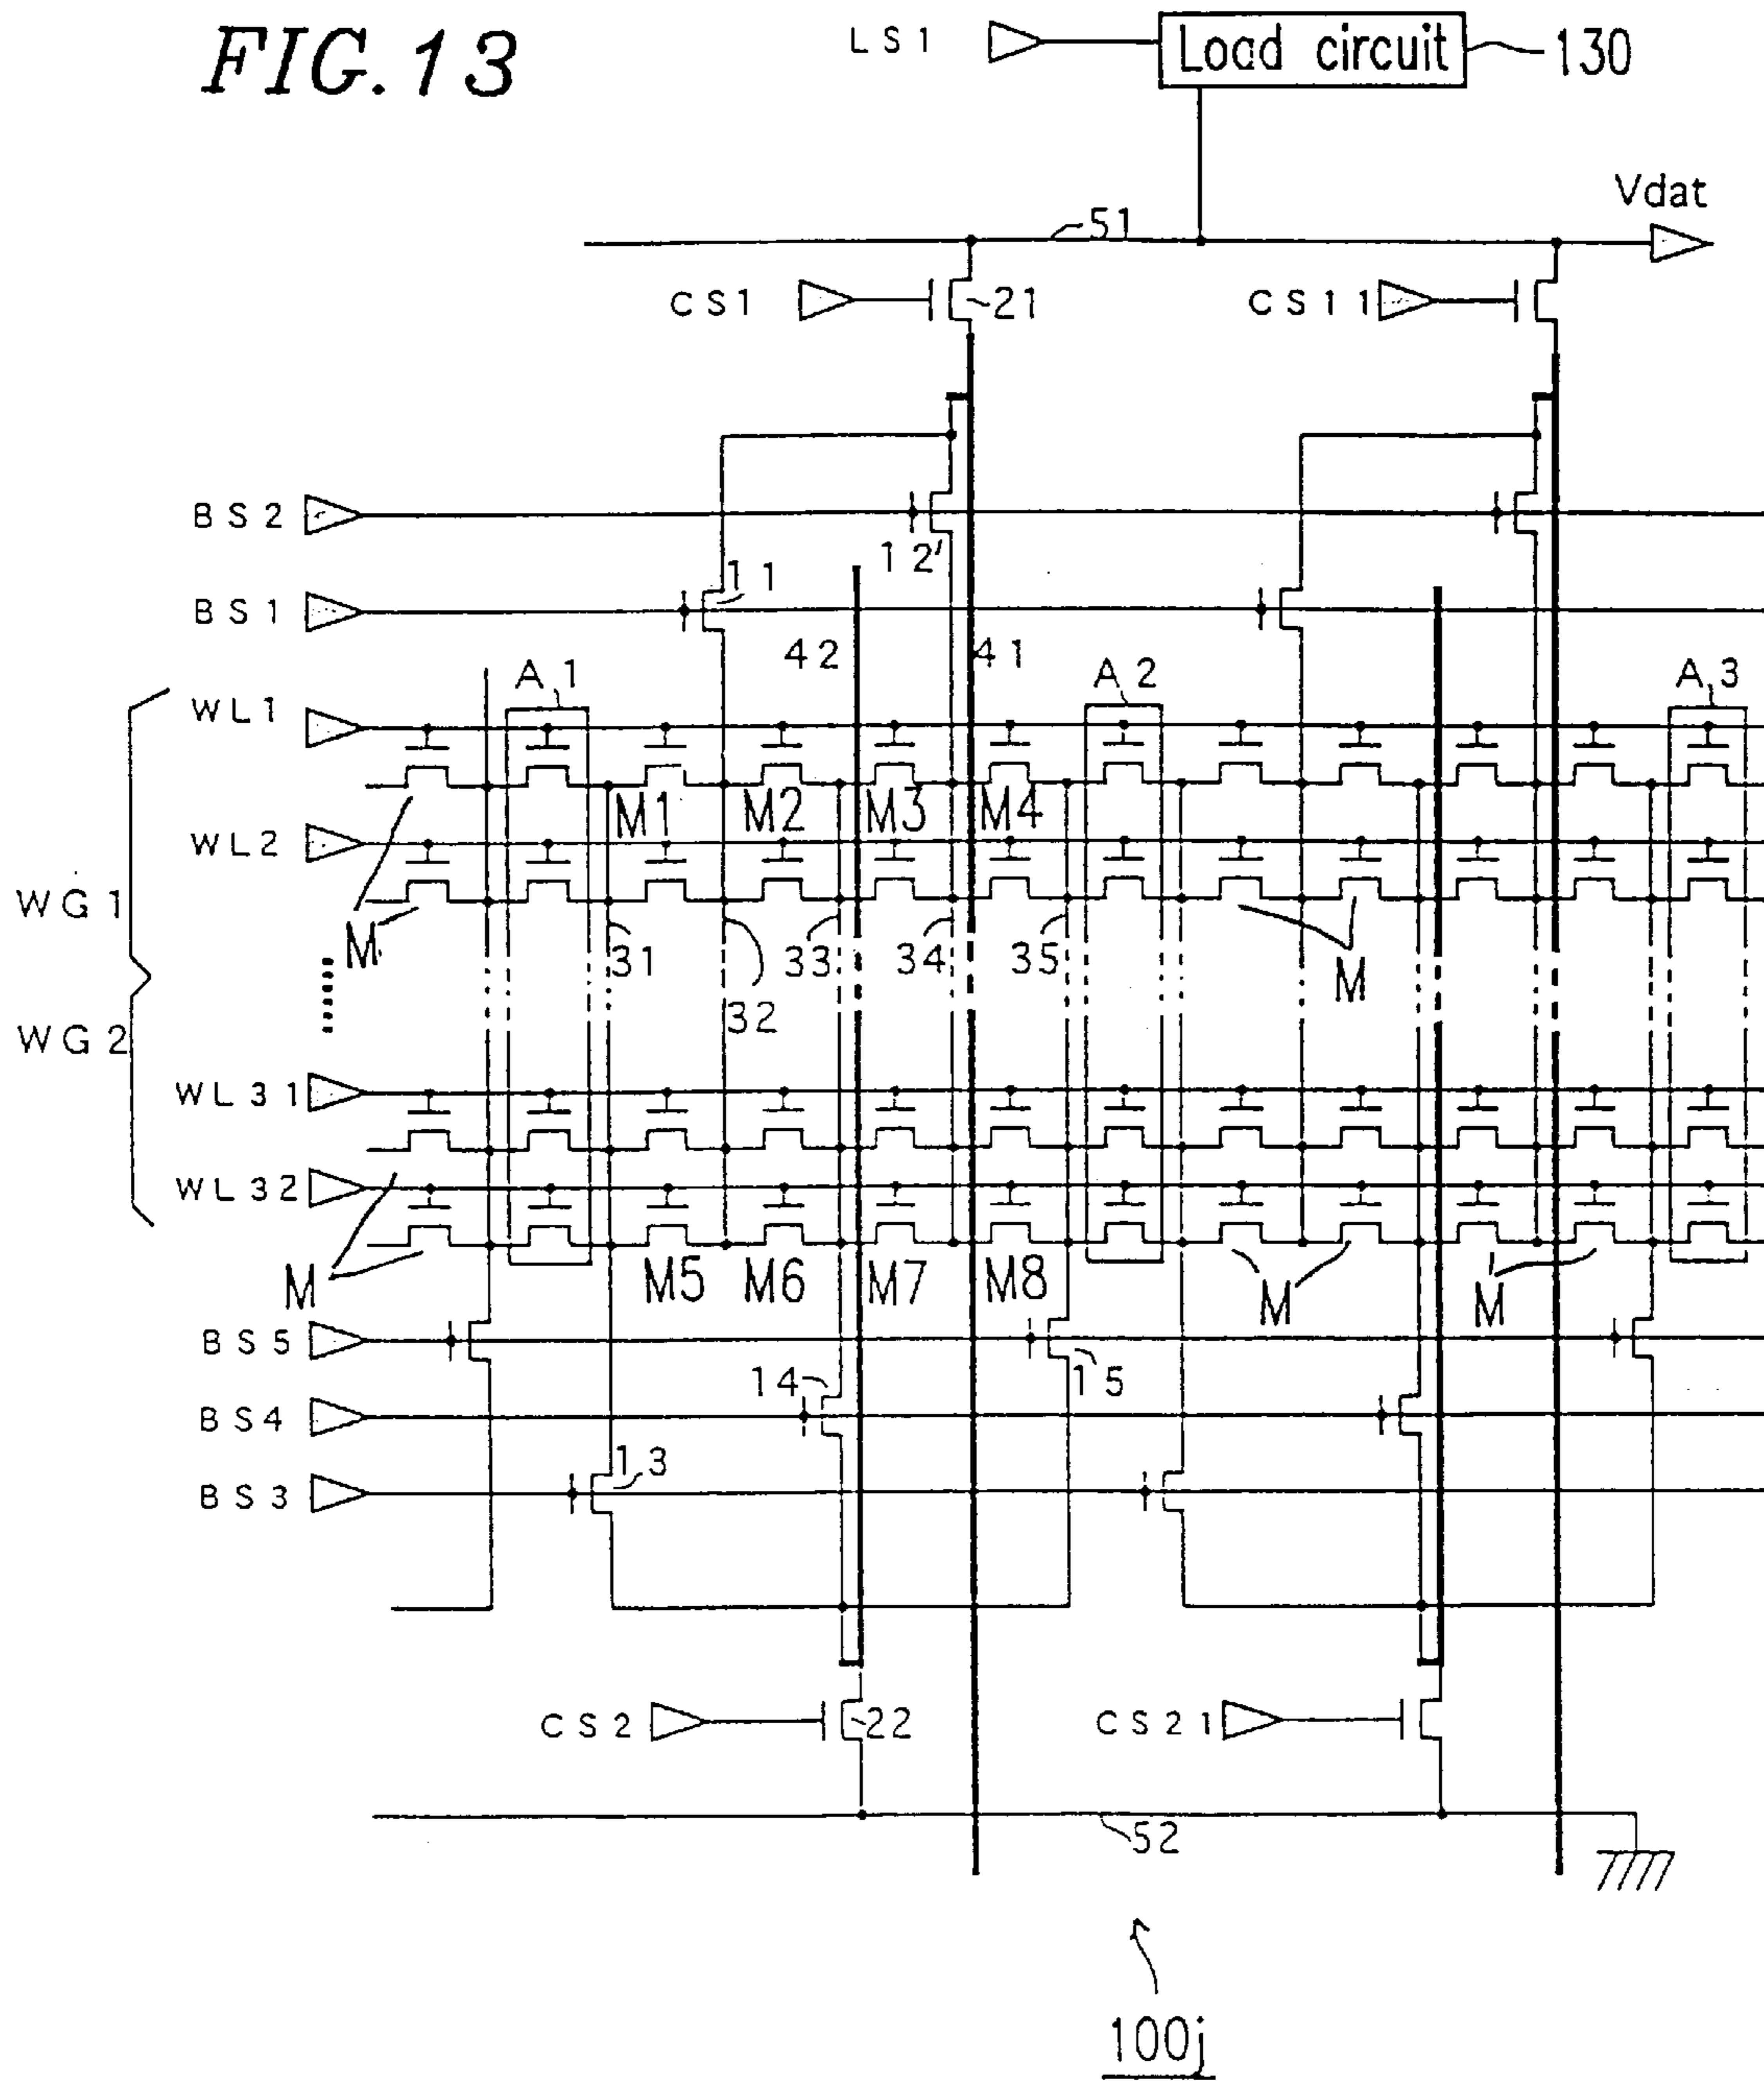 FIG.13
LS1
Load circuit
130
Vdat
51
CS1
21
CS11
BS2
12'
11
BS1
42
41
A1
A2
A3
WL1
M1
M2
M3
M4
WL2
WG1
M
31
33
34
35
M
32
WG2
WL31
WL32
M
M5
M6
M7
M8
M
M
BS5
14
15
BS4
13
BS3
CS2
22
CS21
52
100j